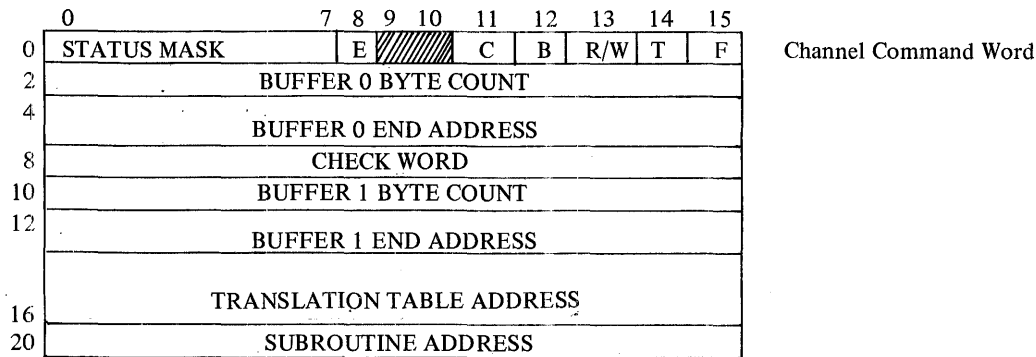 0 7 8 9 10 11 12 13 14 15
0 STATUS MASK E C B R/W T F Channel Command Word
2 BUFFER 0 BYTE COUNT
4
BUFFER 0 END ADDRESS
8 CHECK WORD
10 BUFFER 1 BYTE COUNT
12
BUFFER 1 END ADDRESS
TRANSLATION TABLE ADDRESS
16
20 SUBROUTINE ADDRESS